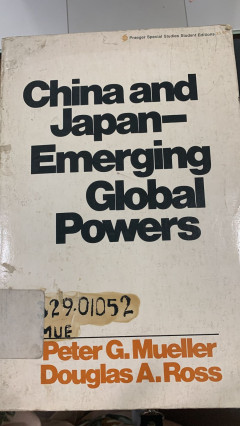 Praeger Special Studies Student Editions
China and
Japan—
Emerging
Global
Powers
329.01052
MUE
Peter G. Mueller
Douglas A. Ross